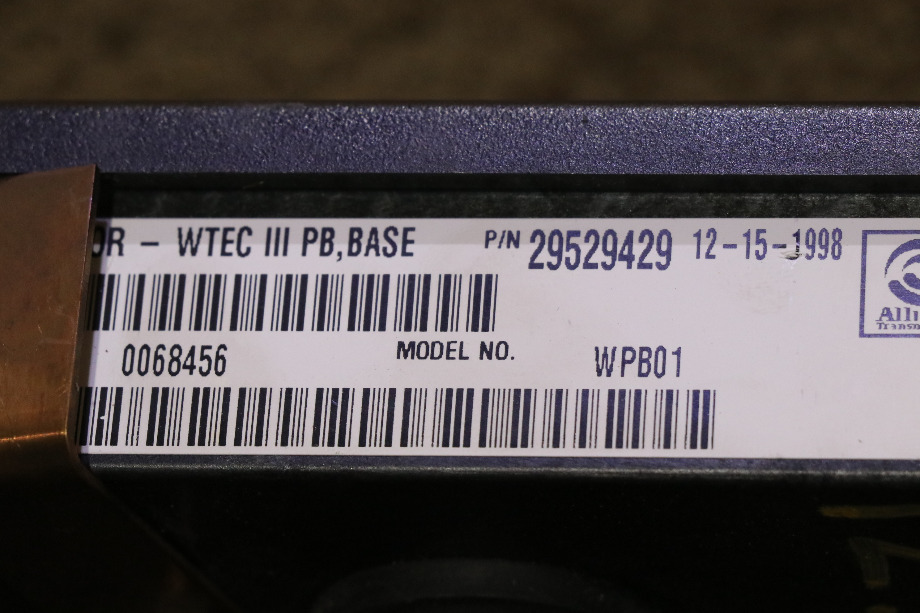 OR – WTEC III PB,BASE P/N 29529429 12-15-1998
0068456 MODEL NO. WPB01